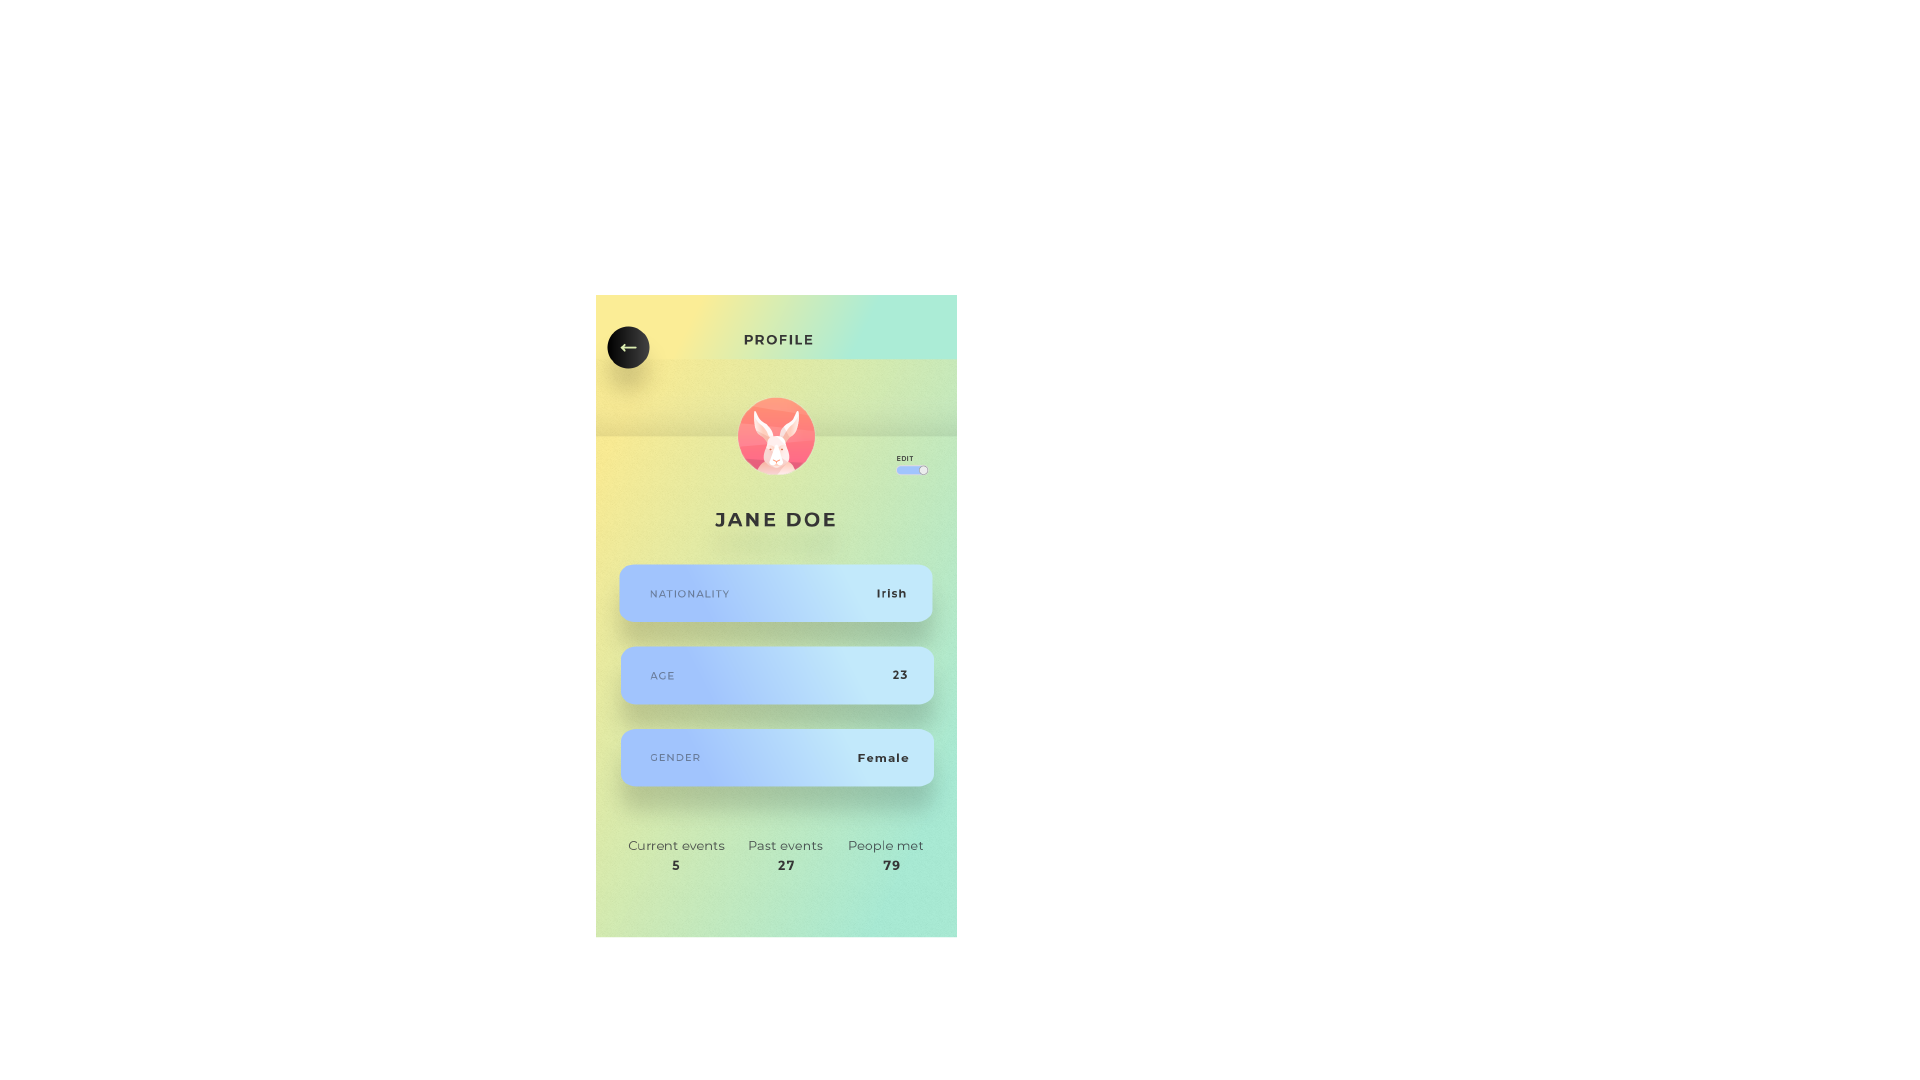 PROFILE
EDIT
JANE DOE
NATIONALITY Irish
AGE 23
GENDER Female
Current events Past events People met
5 27 79